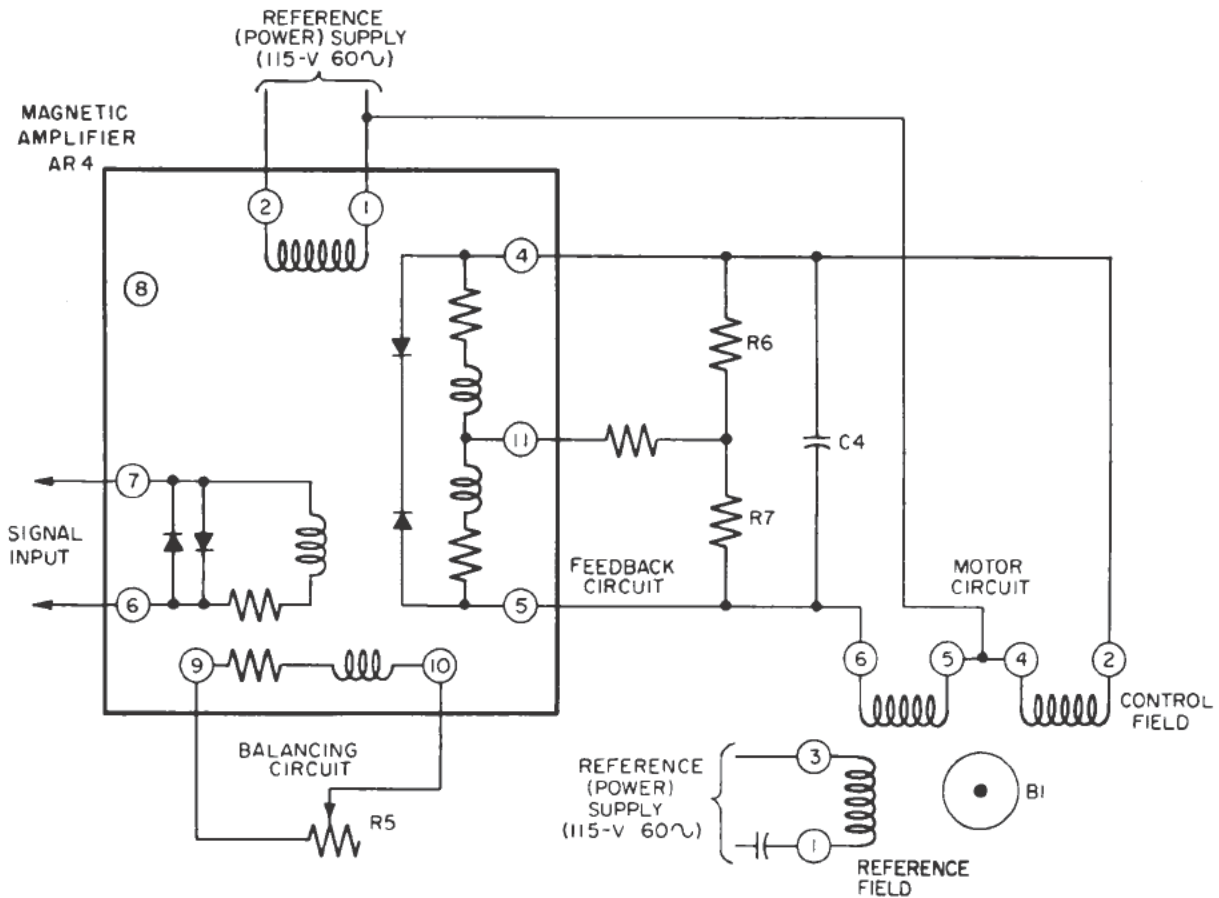 REFERENCE
(POWER) SUPPLY
(115-V 60∿)
MAGNETIC
AMPLIFIER
AR4
2
1
4
8
R6
11
C4
7
R7
SIGNAL
INPUT
6
5
FEEDBACK
CIRCUIT
MOTOR
CIRCUIT
9
10
6
5
4
2
CONTROL
FIELD
BALANCING
CIRCUIT
R5
REFERENCE
(POWER)
SUPPLY
(115-V 60∿)
3
1
B1
REFERENCE
FIELD